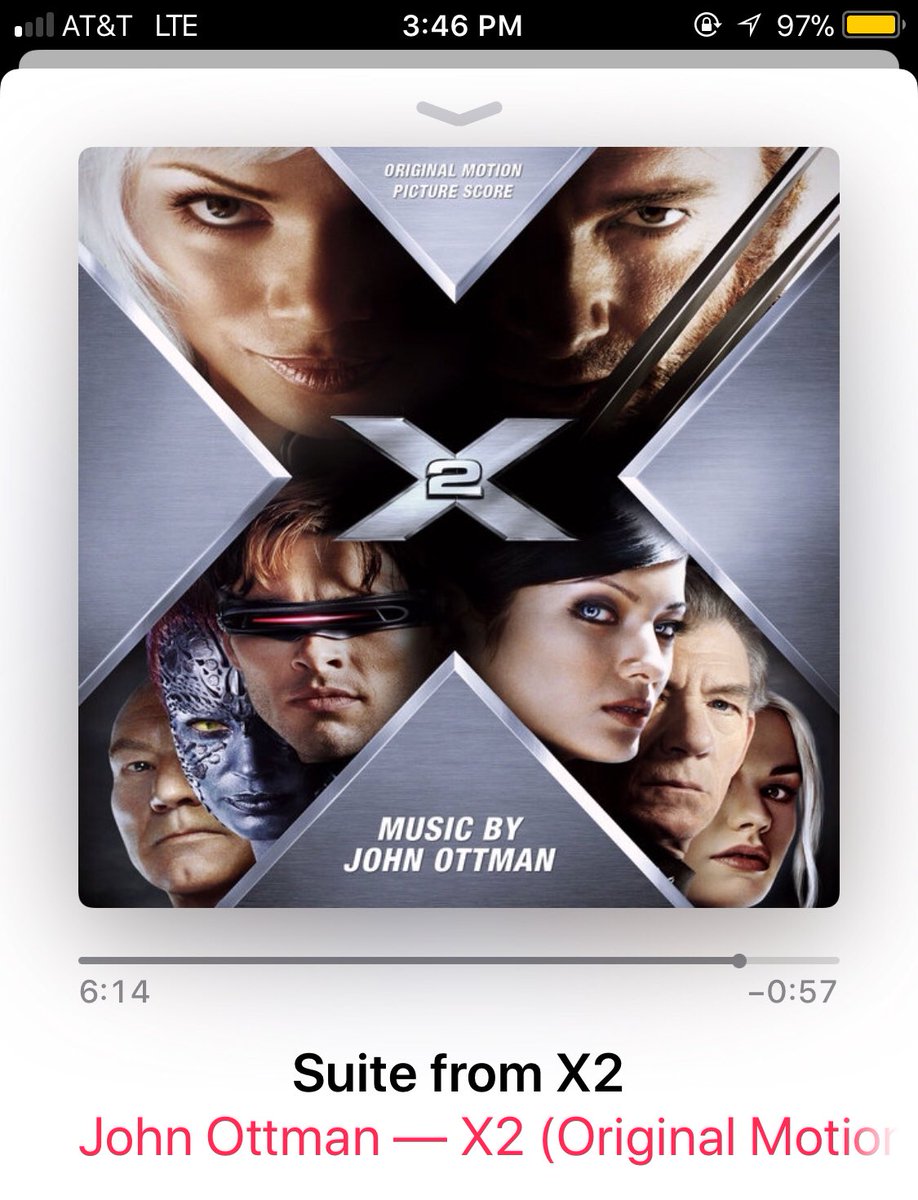 AT&T LTE 3:46 PM 97%
ORIGINAL MOTION
PICTURE SCORE
X2
MUSIC BY
JOHN OTTMAN
6:14 −0:57
Suite from X2
John Ottman — X2 (Original Motion